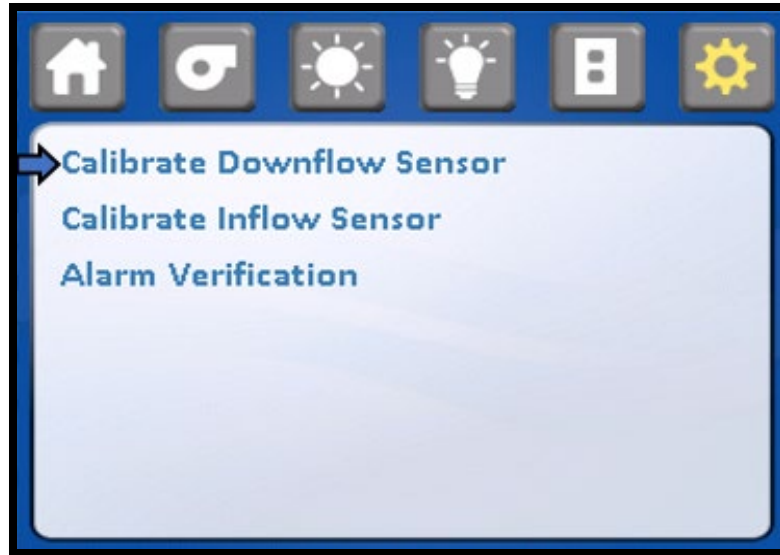 Calibrate Downflow Sensor
Calibrate Inflow Sensor
Alarm Verification